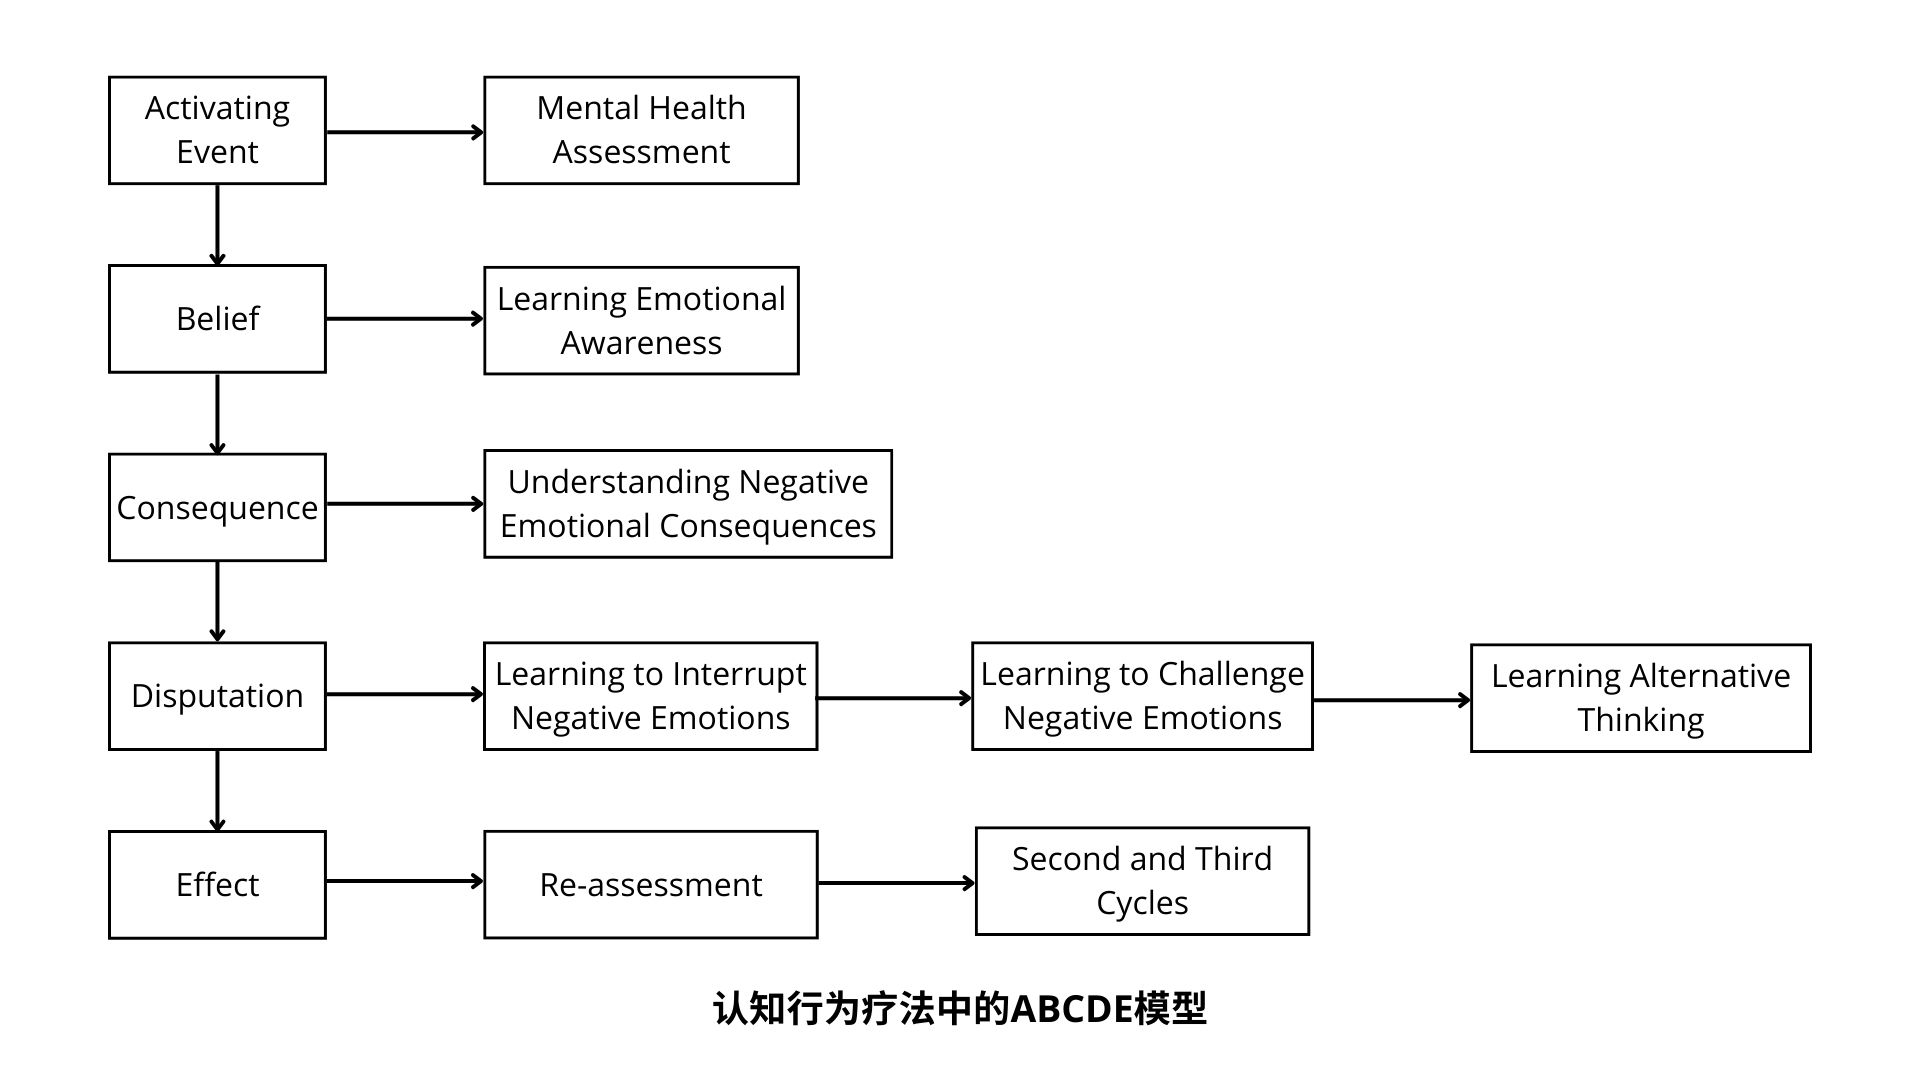 Activating
Event
Mental Health
Assessment
Belief
Learning Emotional
Awareness
Consequence
Understanding Negative
Emotional Consequences
Disputation
Learning to Interrupt
Negative Emotions
Learning to Challenge
Negative Emotions
Learning Alternative
Thinking
Effect
Re-assessment
Second and Third
Cycles
认知行为疗法中的ABCDE模型